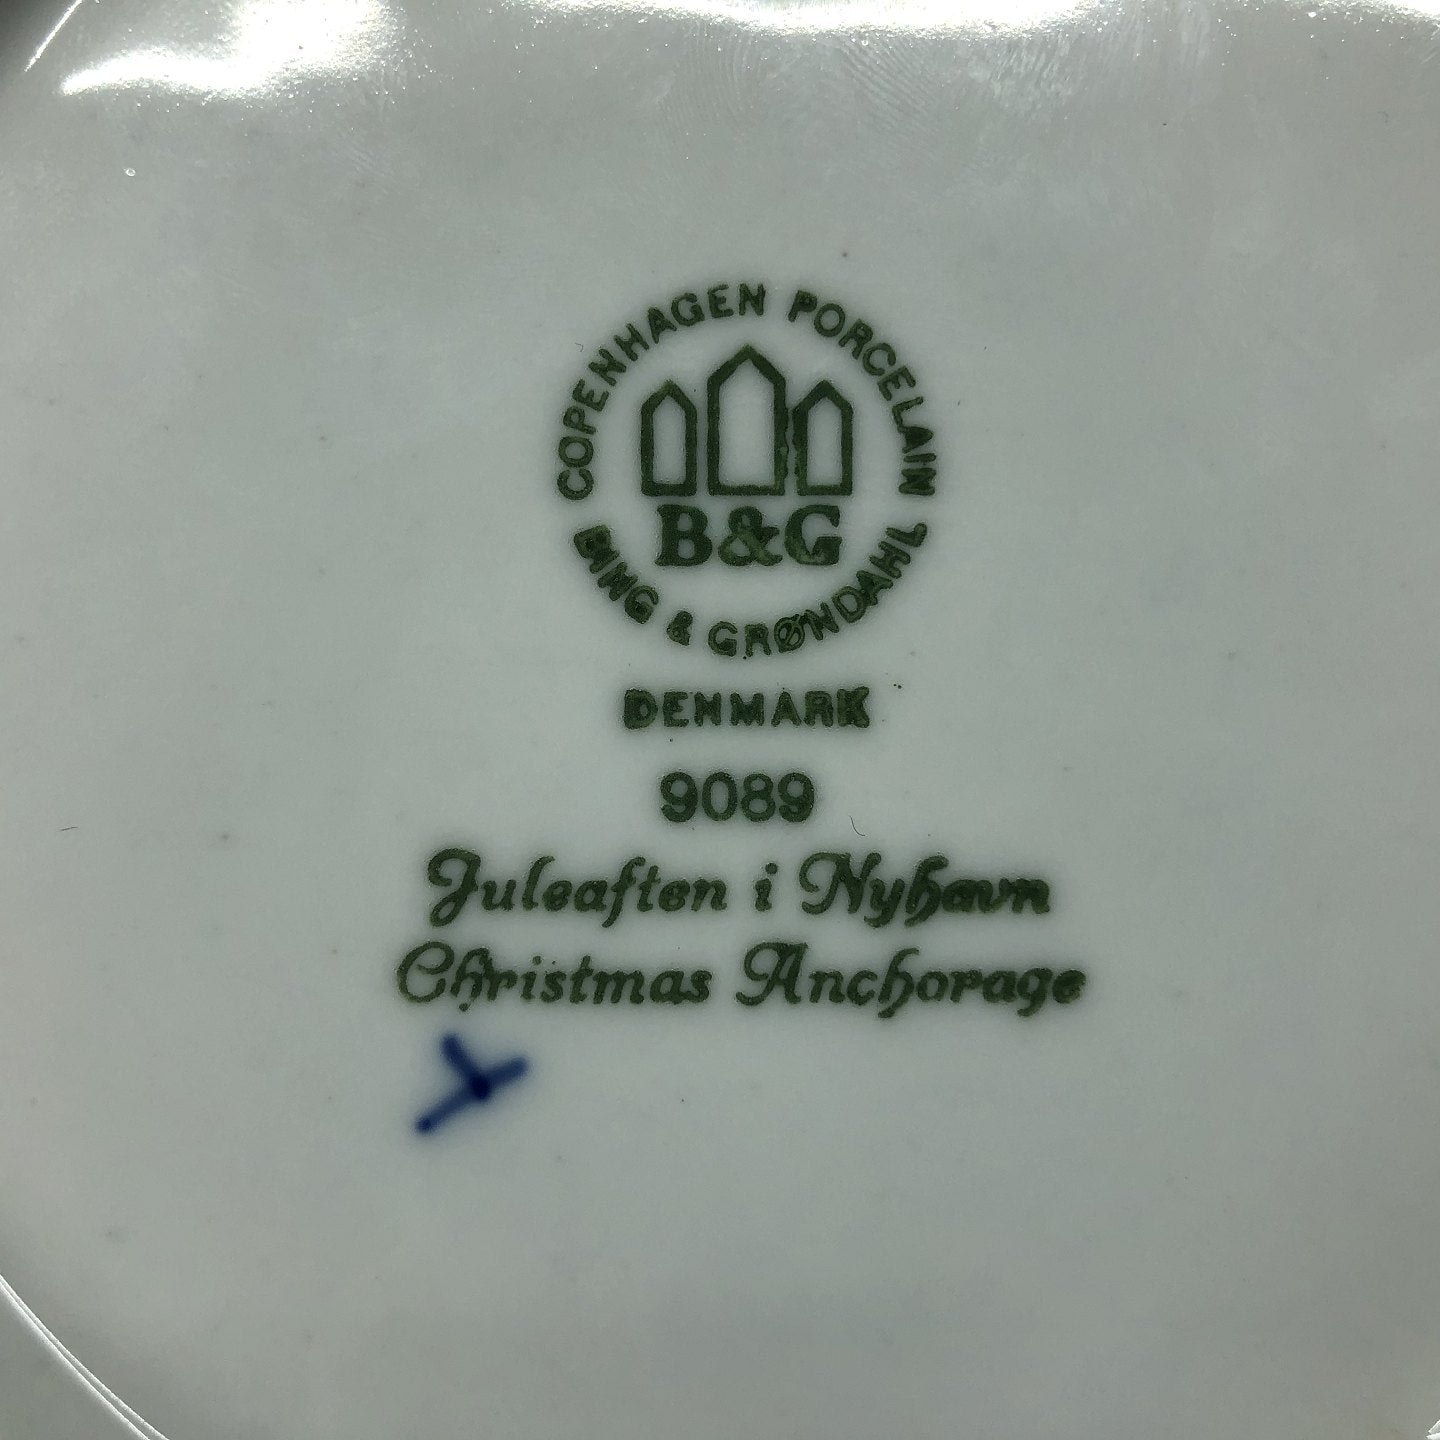 COPENHAGEN PORCELAIN
B&G
BING & GRØNDAHL
DENMARK
9089
Juleaften i Nyhavn
Christmas Anchorage